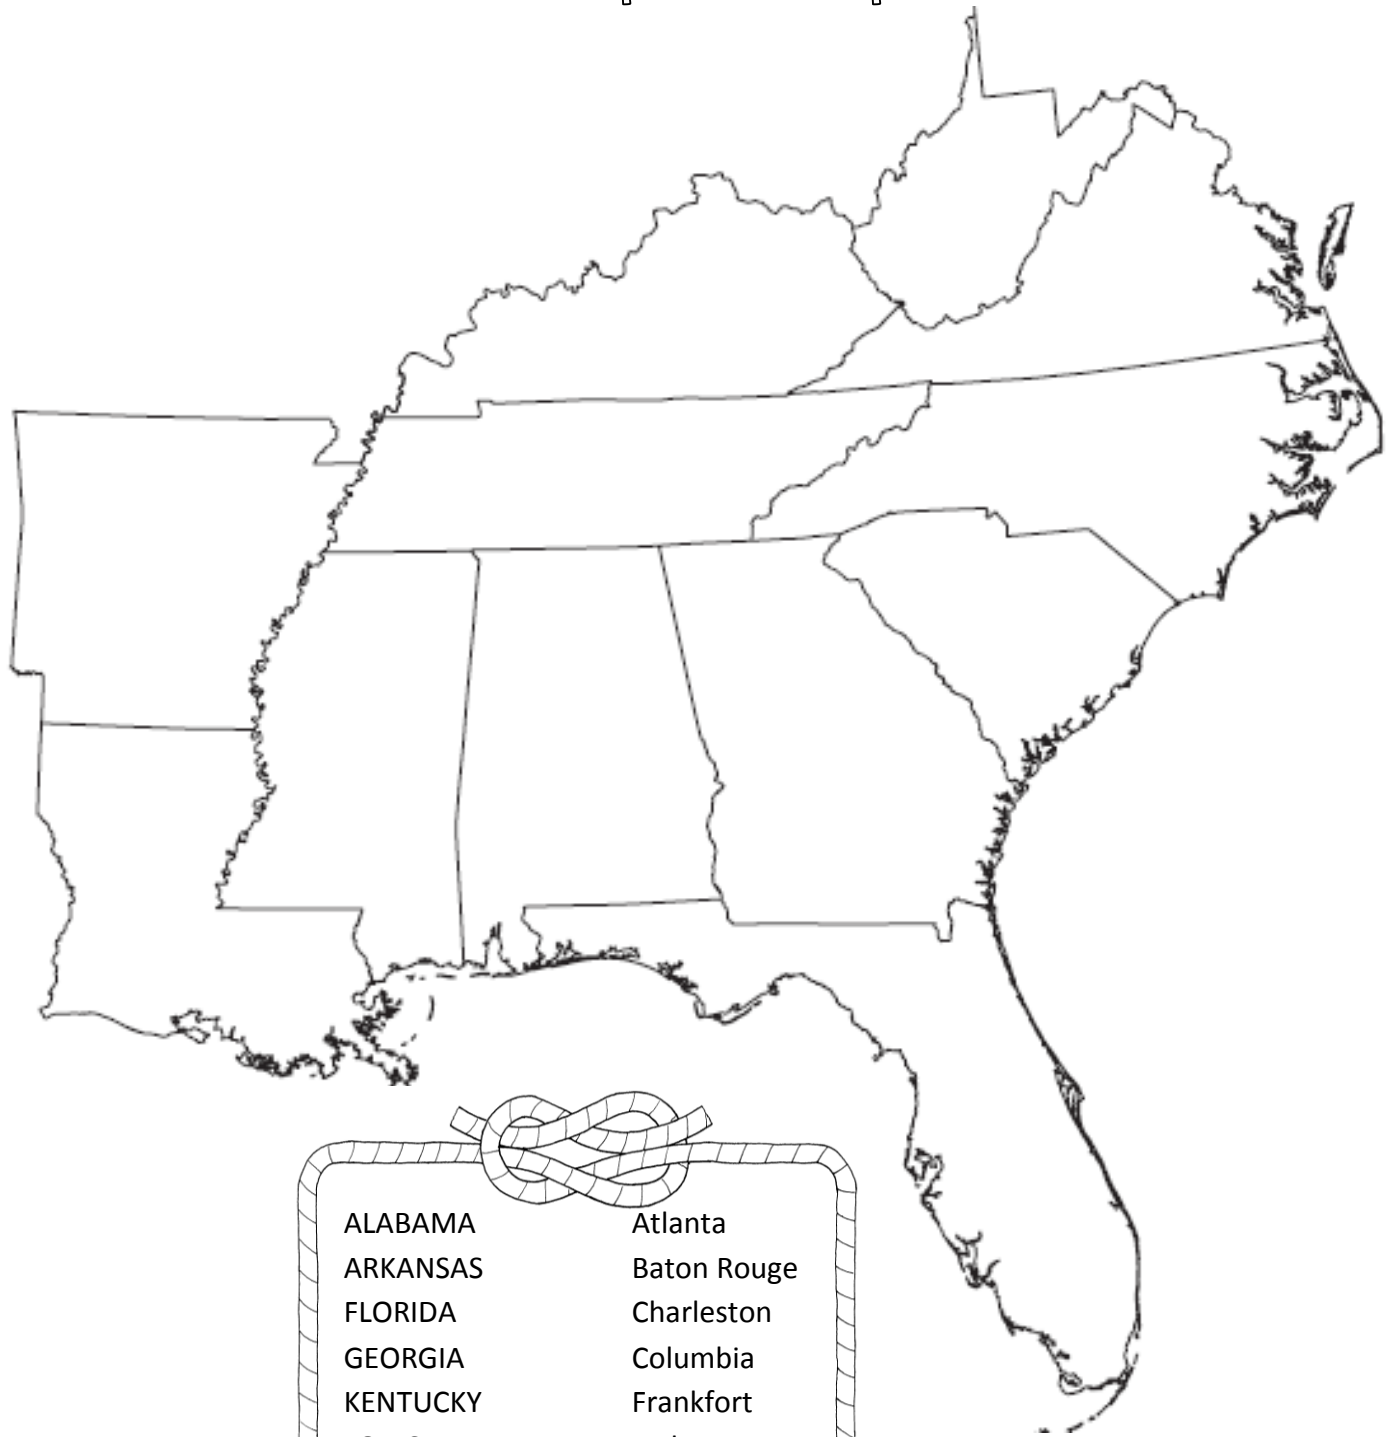 ALABAMA Atlanta
ARKANSAS Baton Rouge
FLORIDA Charleston
GEORGIA Columbia
KENTUCKY Frankfort